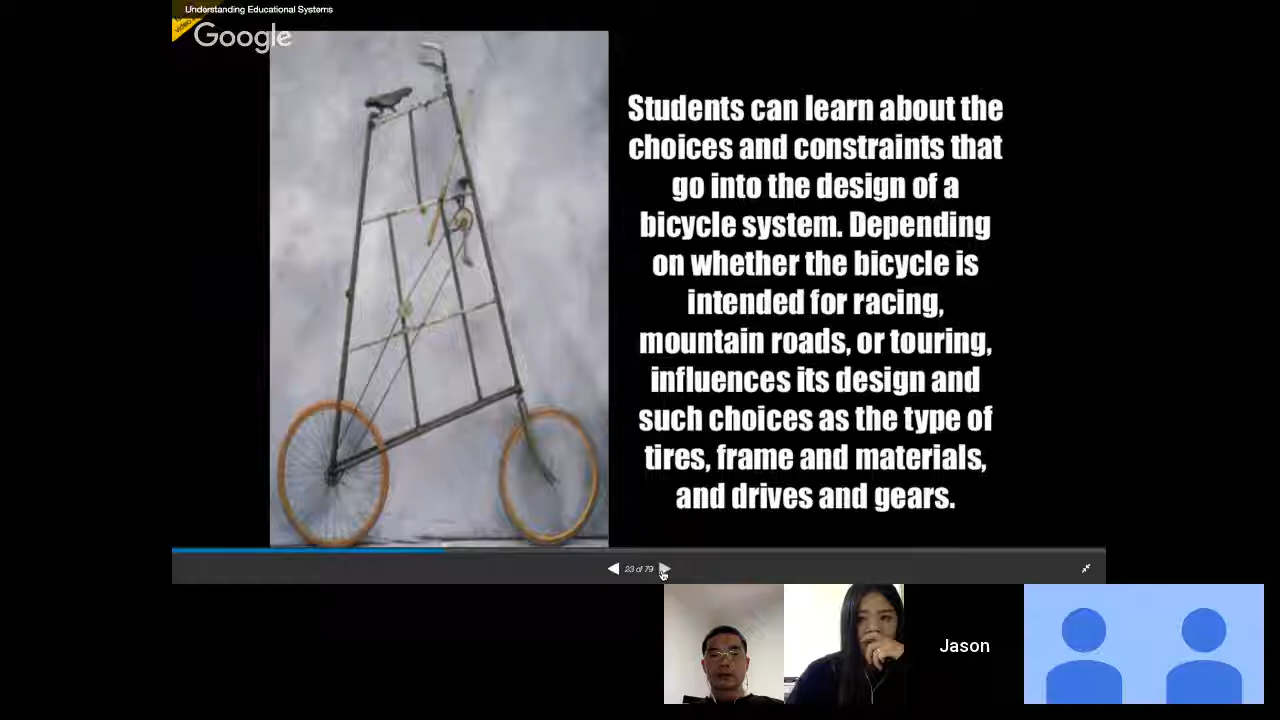 Understanding Educational Systems
video
Google
Students can learn about the
choices and constraints that
go into the design of a
bicycle system. Depending
on whether the bicycle is
intended for racing,
mountain roads, or touring,
influences its design and
such choices as the type of
tires, frame and materials,
and drives and gears.
23 of 79
Jason